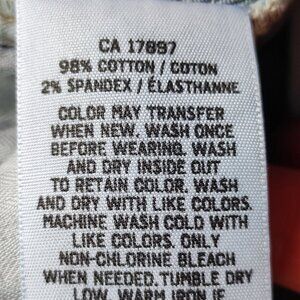 CA 17897
98% COTTON / COTON
2% SPANDEX / ÉLASTHANNE
COLOR MAY TRANSFER
WHEN NEW. WASH ONCE
BEFORE WEARING. WASH
AND DRY INSIDE OUT
TO RETAIN COLOR. WASH
AND DRY WITH LIKE COLORS.
MACHINE WASH COLD WITH
LIKE COLORS. ONLY
NON-CHLORINE BLEACH
WHEN NEEDED. TUMBLE DRY
LOW. WARM IRON IF